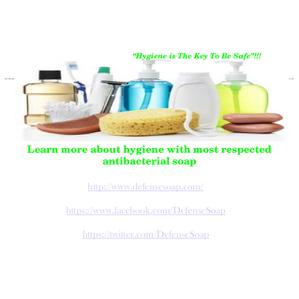 “Hygiene is The Key To Be Safe”!!!
Learn more about hygiene with most respected
antibacterial soap
http://www.defensesoap.com/
https://www.facebook.com/DefenseSoap
https://twitter.com/DefenseSoap